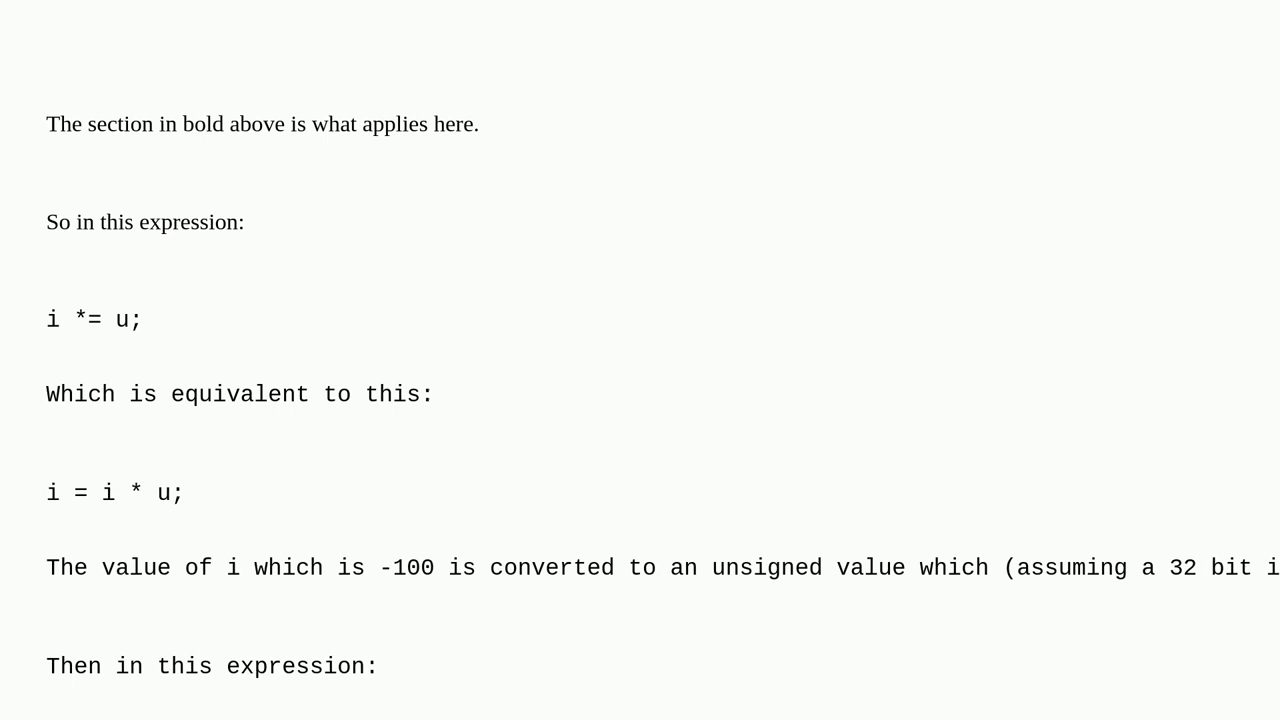 The section in bold above is what applies here.
So in this expression:
i *= u;
Which is equivalent to this:
i = i * u;
The value of i which is -100 is converted to an unsigned value which (assuming a 32 bit i
Then in this expression: